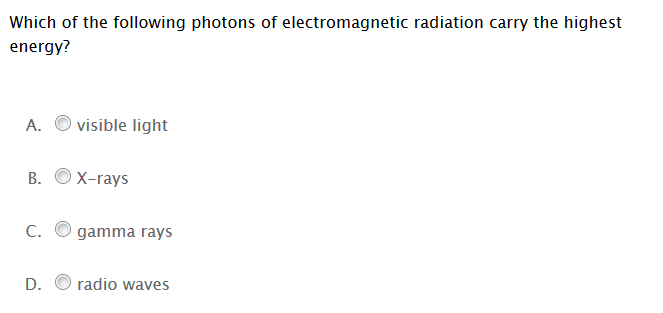 Which of the following photons of electromagnetic radiation carry the highest
energy?
A. visible light
B. X-rays
C. gamma rays
D. radio waves